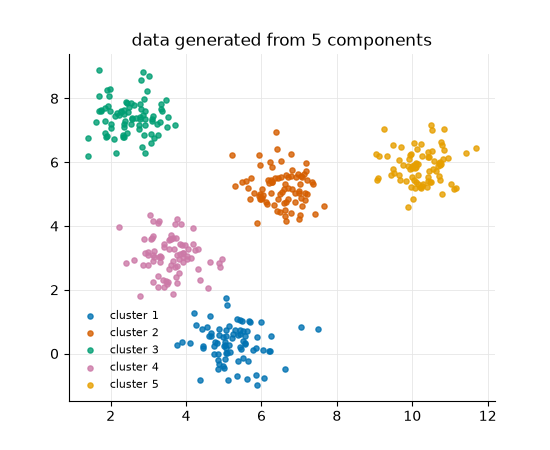 data generated from 5 components
8
6
4
2
0
cluster 1
cluster 2
cluster 3
cluster 4
cluster 5
2 4 6 8 10 12